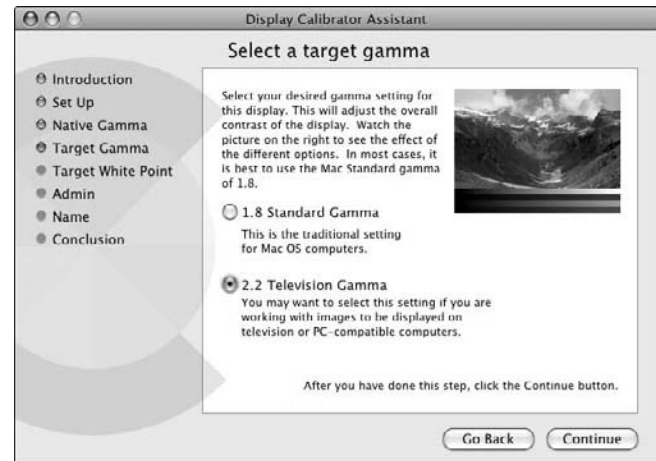 Display Calibrator Assistant
Select a target gamma
Introduction
Set Up
Native Gamma
Target Gamma
Target White Point
Admin
Name
Conclusion
Select your desired gamma setting for
this display. This will adjust the overall
contrast of the display. Watch the
picture on the right to see the effect of
the different options. In most cases, it
is best to use the Mac Standard gamma
of 1.8.
1.8 Standard Gamma
This is the traditional setting
for Mac OS computers.
2.2 Television Gamma
You may want to select this setting if you are
working with images to be displayed on
television or PC-compatible computers.
After you have done this step, click the Continue button.
Go Back
Continue